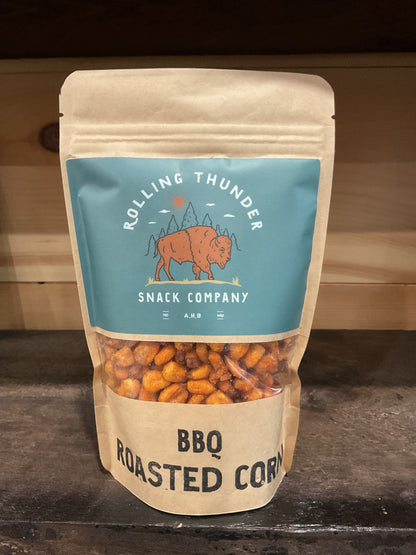 ROLLING THUNDER
SNACK COMPANY
A.H.B
BBQ
ROASTED CORN